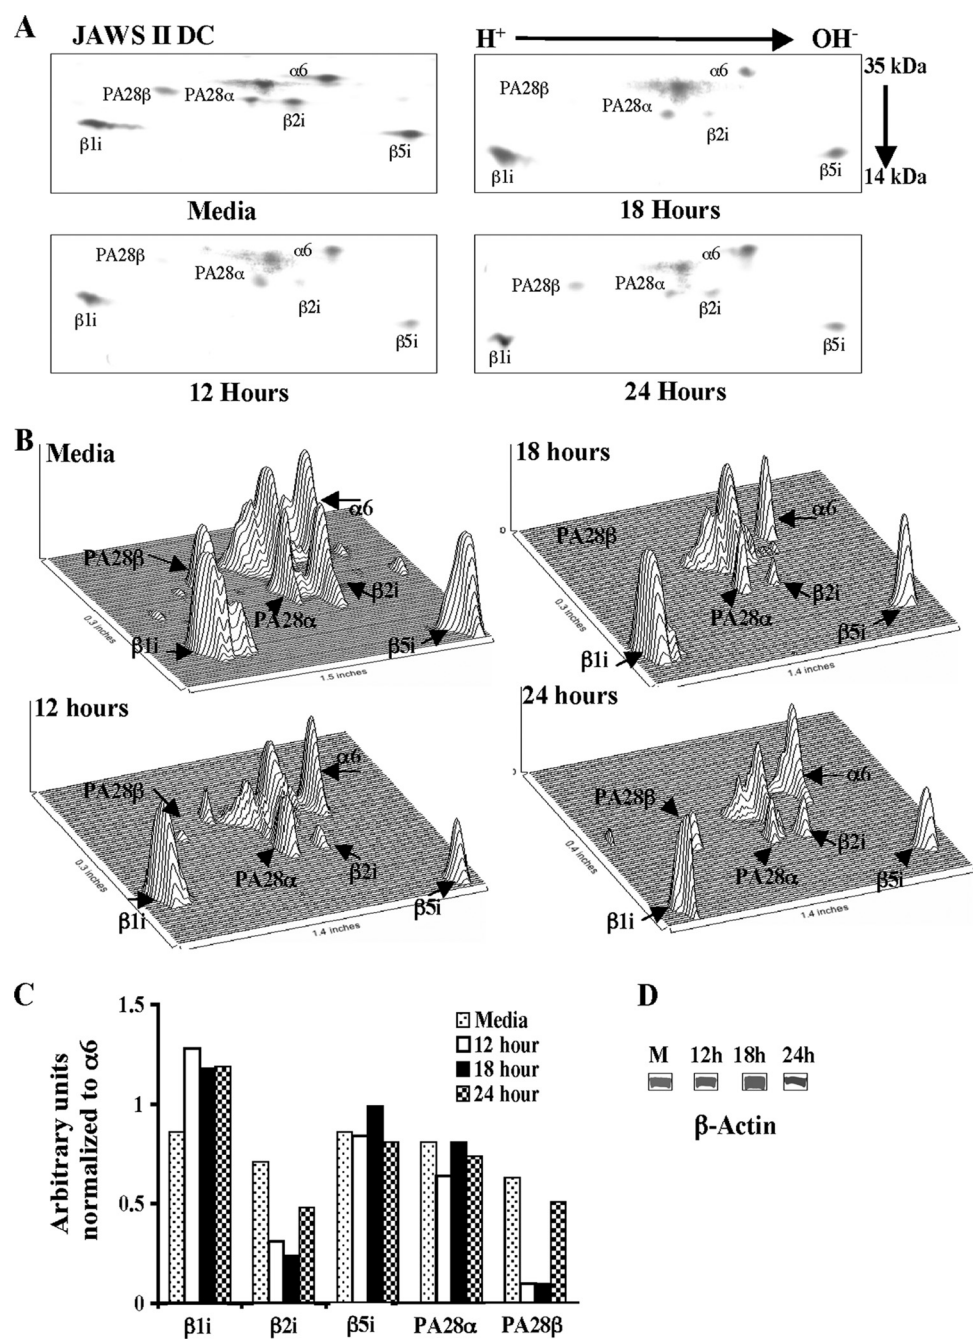 A
JAWS II DC
H⁺
OH⁻
α6
PA28β
PA28α
β2i
β1i
β5i
Media
α6
PA28β
PA28α
β2i
β1i
β5i
35 kDa
14 kDa
18 Hours
PA28β
α6
PA28α
β2i
β1i
β5i
12 Hours
α6
PA28β
PA28α
β2i
β1i
β5i
24 Hours
B
Media
α6
PA28β
β2i
PA28α
β1i
β5i
0.3 inches
1.5 inches
18 hours
0
PA28β
α6
β2i
PA28α
β5i
β1i
0.3 inches
1.4 inches
12 hours
α6
PA28β
PA28α
β2i
β5i
β1i
0.3 inches
1.4 inches
24 hours
0
α6
PA28β
β2i
PA28α
β5i
β1i
0.4 inches
1.4 inches
C
Arbitrary units
normalized to α6
1.5
1
0.5
0
Media
12 hour
18 hour
24 hour
β1i
β2i
β5i
PA28α
PA28β
D
M
12h
18h
24h
β-Actin